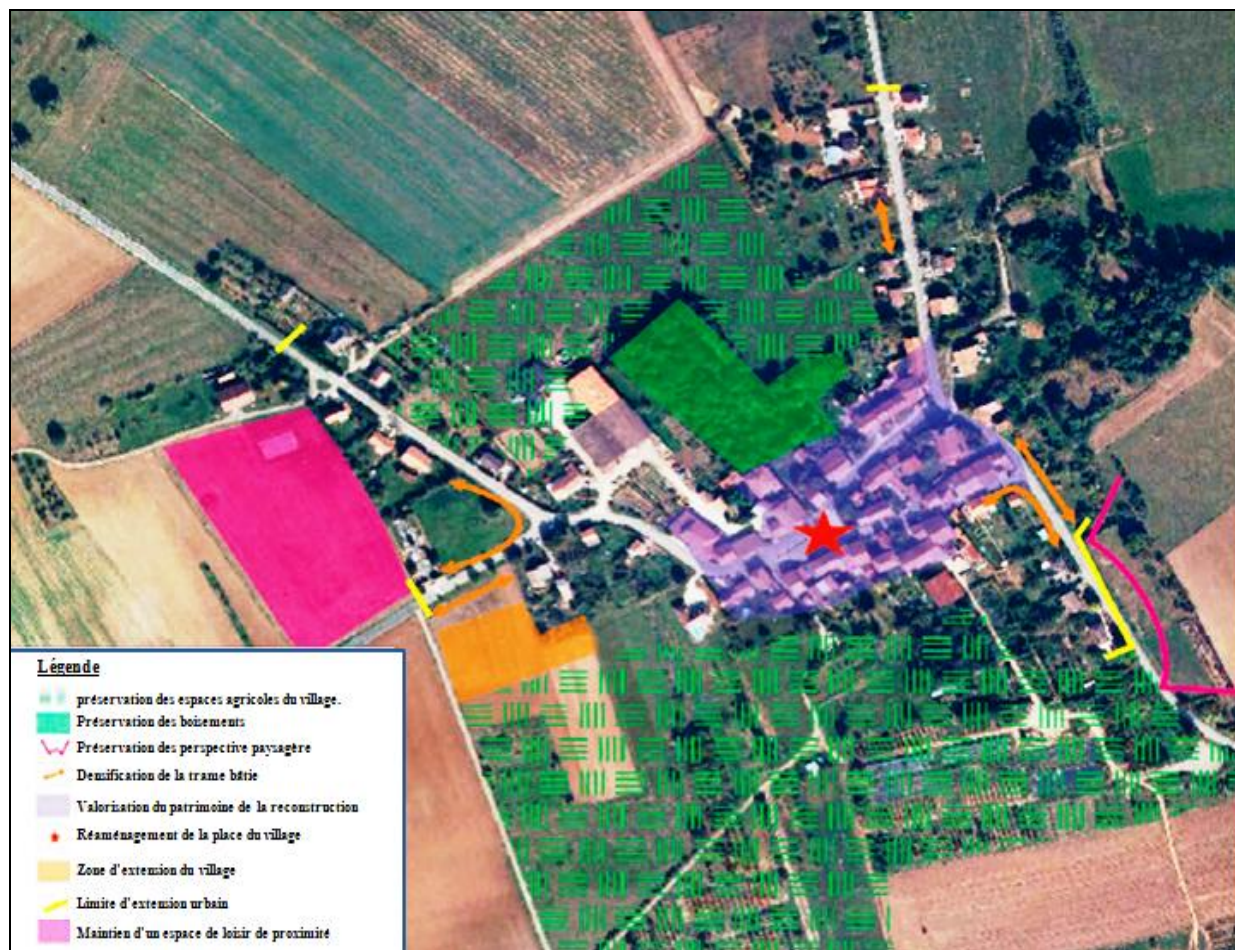 Légende
préservation des espaces agricoles du village.
Préservation des boisements
Préservation des perspective paysagère
Densification de la trame bâtie
Valorisation du patrimoine de la reconstruction
Réaménagement de la place du village
Zone d'extension du village
Limite d'extension urbain
Maintien d'un espace de loisir de proximité